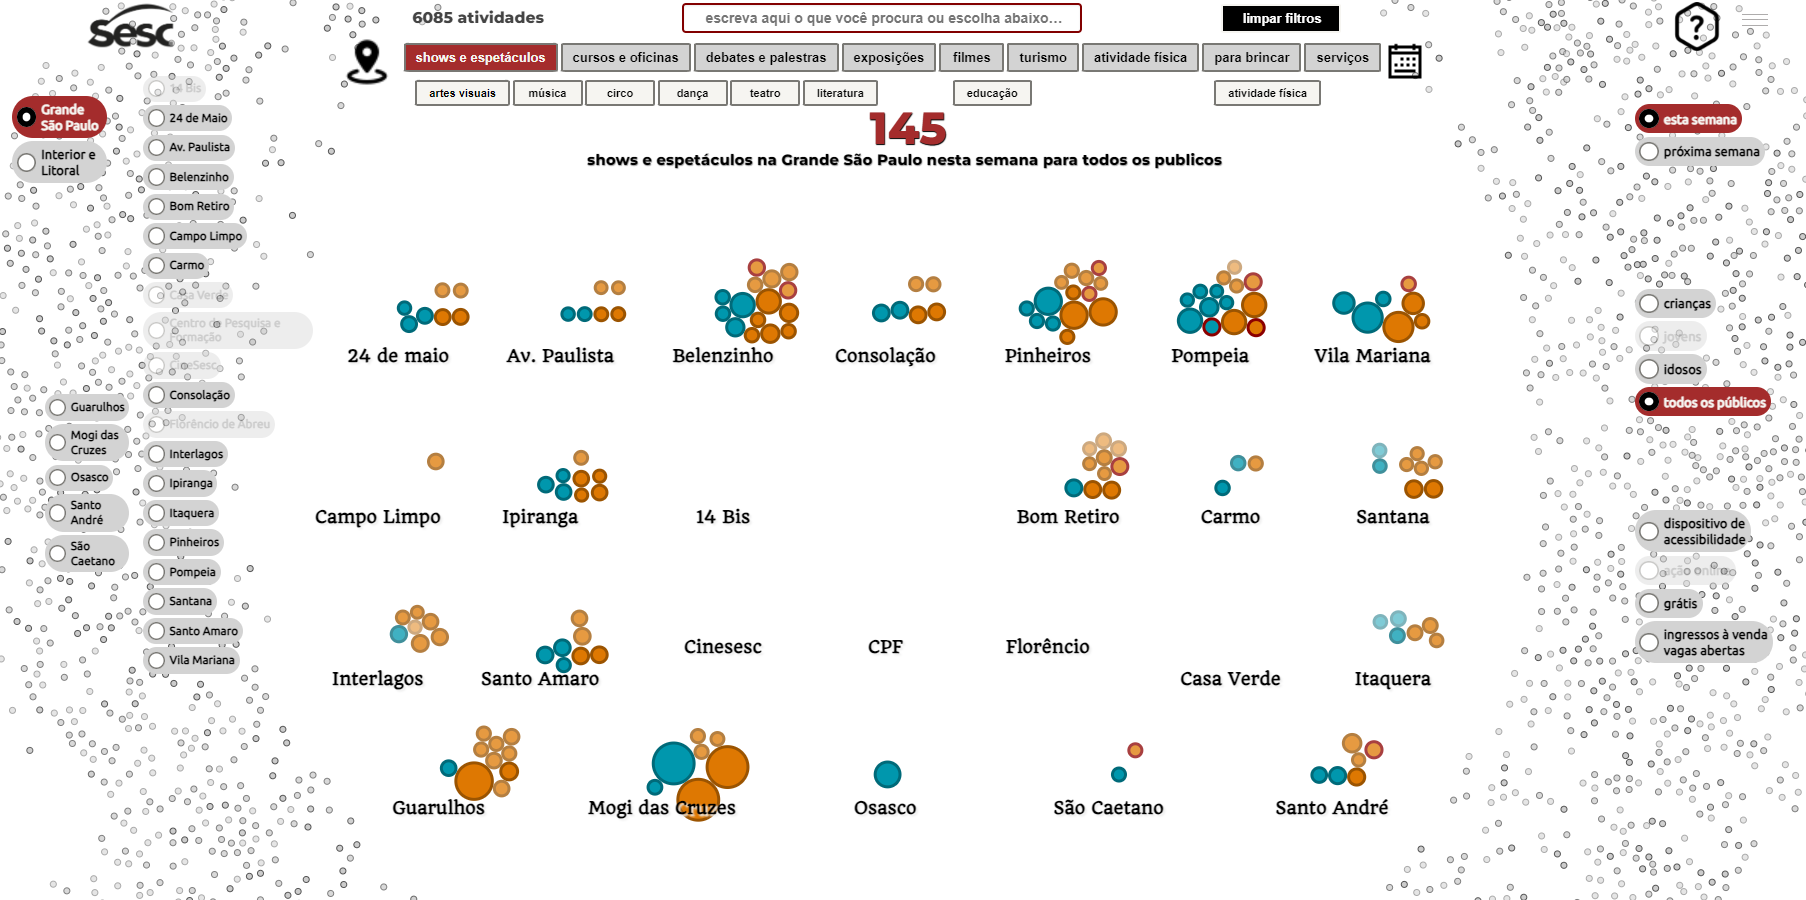 Sesc
6085 atividades
escreva aqui o que você procura ou escolha abaixo...
limpar filtros
?
shows e espetáculos
cursos e oficinas
debates e palestras
exposições
filmes
turismo
atividade física
para brincar
serviços
artes visuais
música
circo
dança
teatro
literatura
educação
atividade física
145
shows e espetáculos na Grande São Paulo nesta semana para todos os publicos
Grande
São Paulo
Interior e
Litoral
Guarulhos
Mogi das
Cruzes
Osasco
Santo
André
São
Caetano
14 Bis
24 de Maio
Av. Paulista
Belenzinho
Bom Retiro
Campo Limpo
Carmo
Casa Verde
Centro de Pesquisa e
Formação
CineSesc
Consolação
Florêncio de Abreu
Interlagos
Ipiranga
Itaquera
Pinheiros
Pompeia
Santana
Santo Amaro
Vila Mariana
24 de maio
Av. Paulista
Belenzinho
Consolação
Pinheiros
Pompeia
Vila Mariana
Campo Limpo
Ipiranga
14 Bis
Bom Retiro
Carmo
Santana
Interlagos
Santo Amaro
Cinesesc
CPF
Florêncio
Casa Verde
Itaquera
Guarulhos
Mogi das Cruzes
Osasco
São Caetano
Santo André
esta semana
próxima semana
crianças
jovens
idosos
todos os públicos
dispositivo de
acessibilidade
ação online
grátis
ingressos à venda
vagas abertas